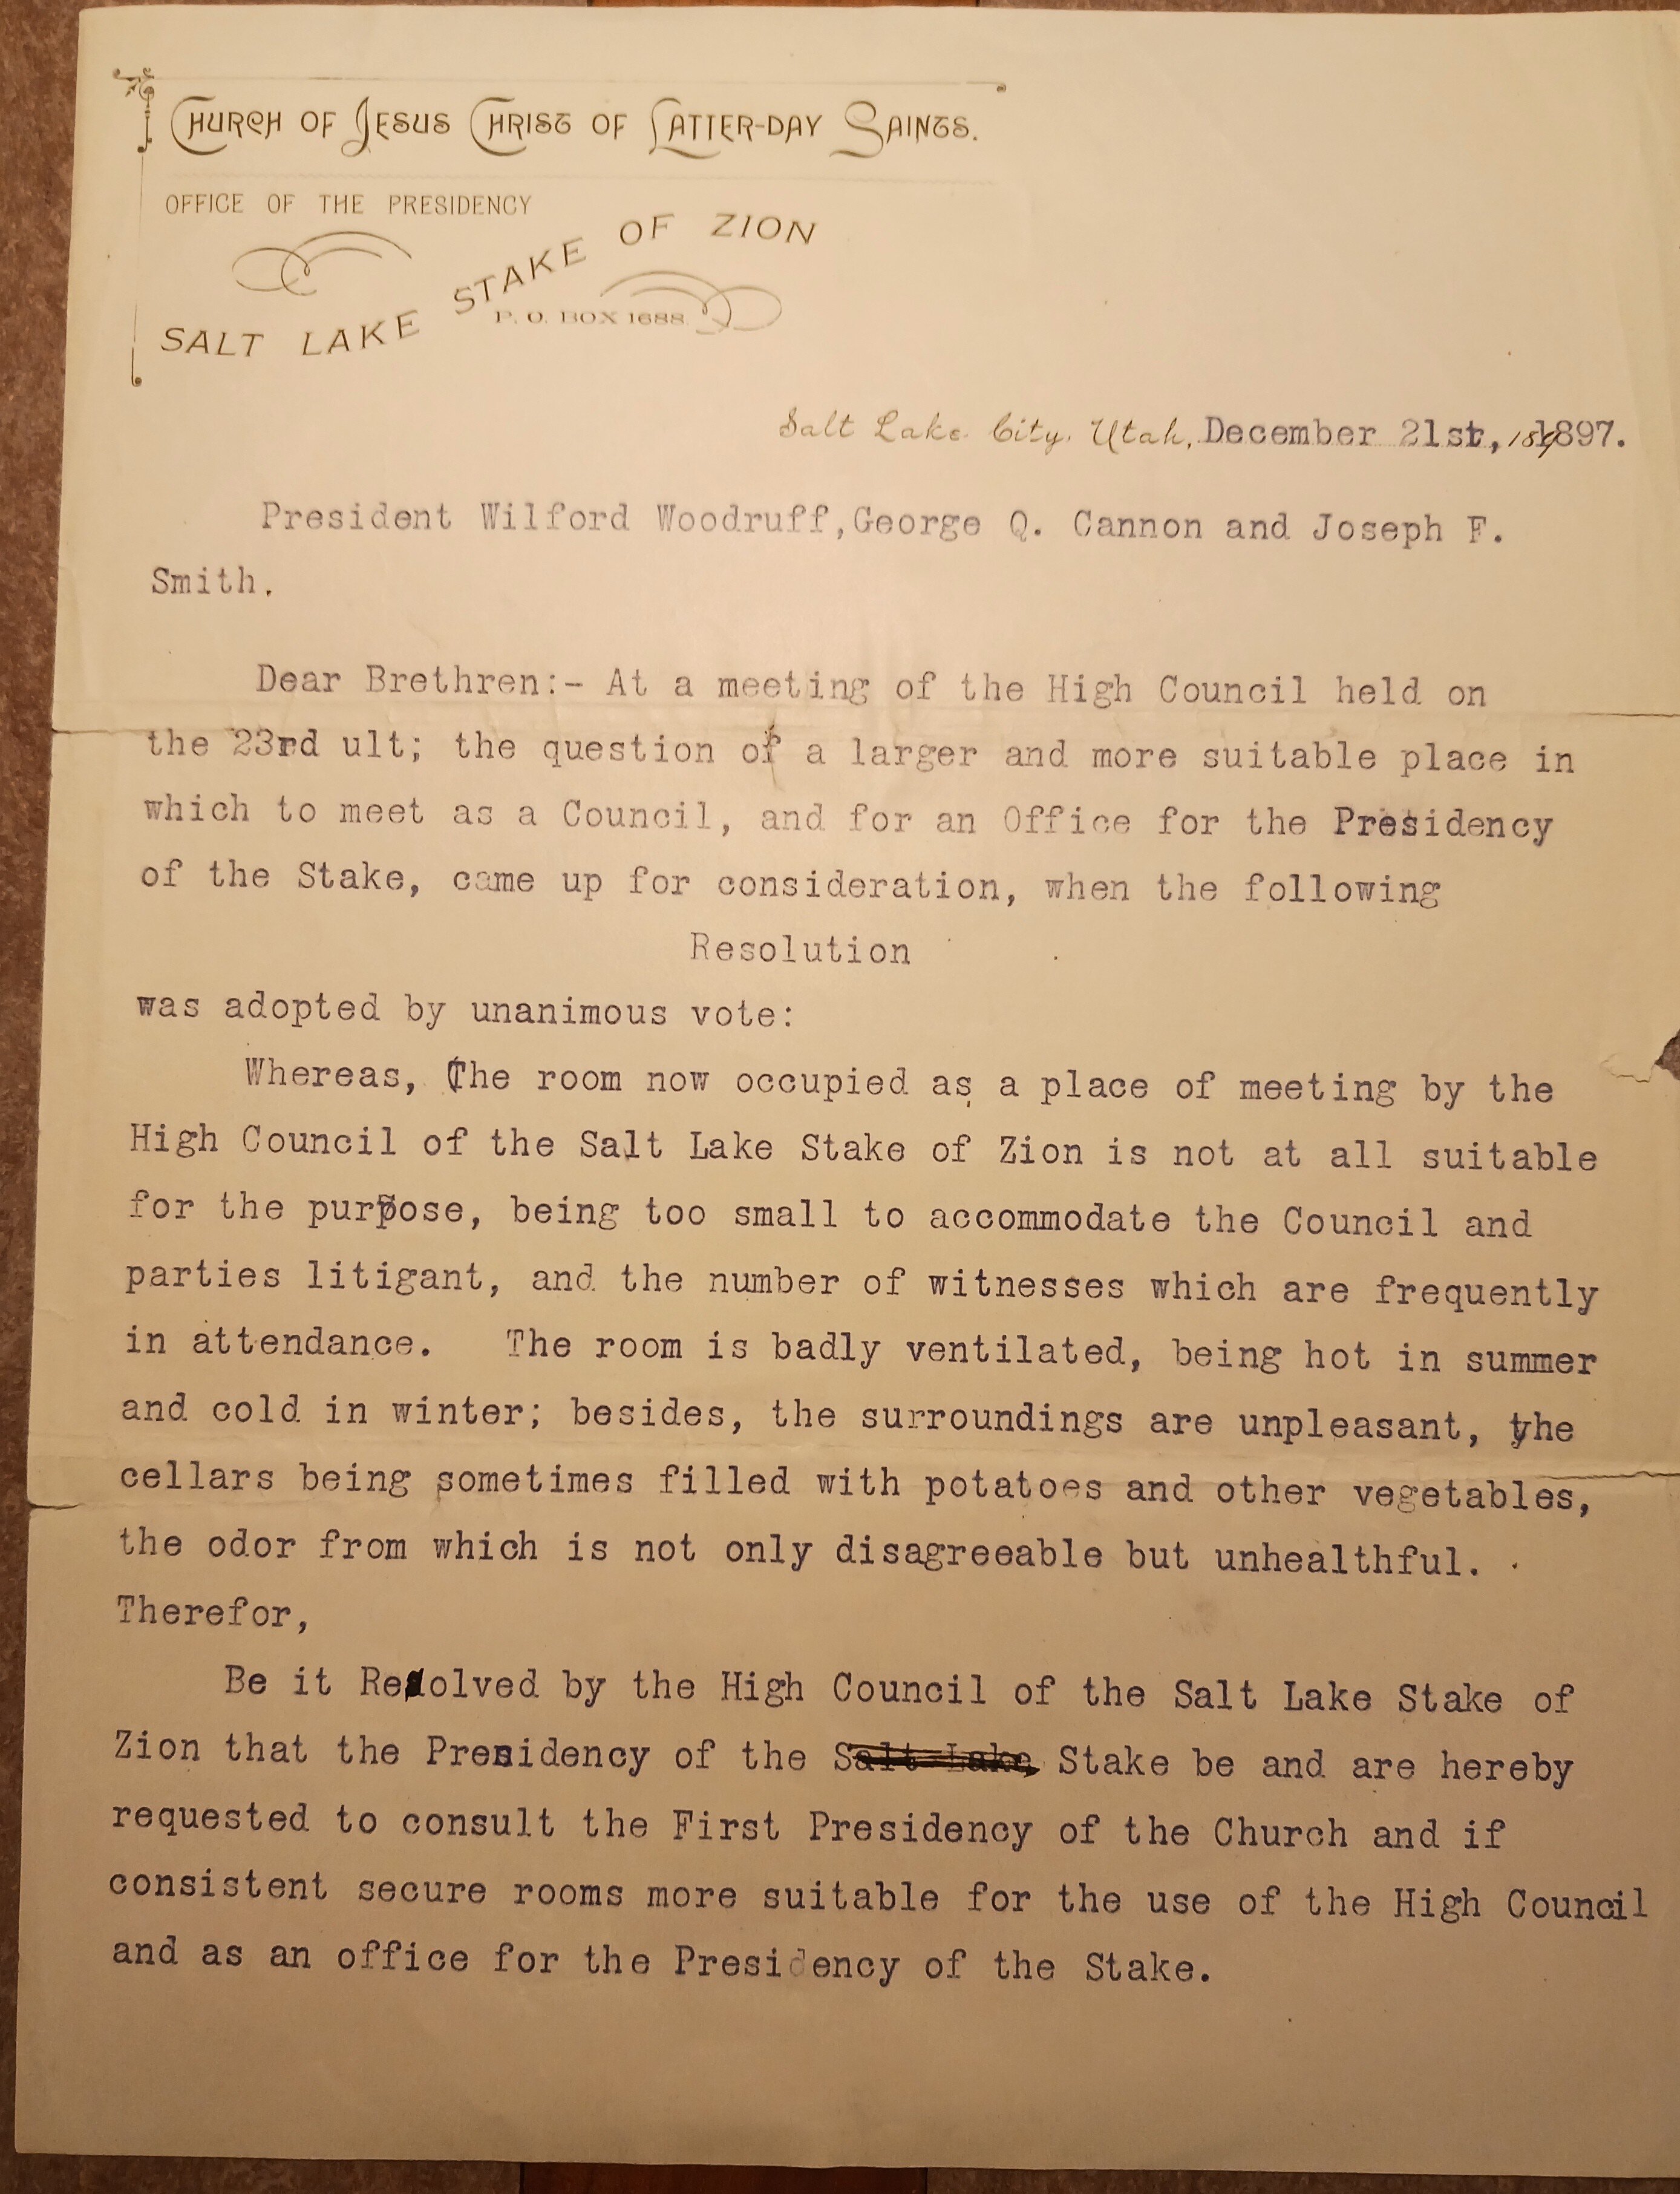 CHURCH OF JESUS CHRIST OF LATTER-DAY SAINTS.
OFFICE OF THE PRESIDENCY
SALT LAKE STAKE OF ZION
P. O. BOX 1688.
Salt Lake City, Utah, December 21st, 189 1897.
President Wilford Woodruff,George Q. Cannon and Joseph F.
Smith.
Dear Brethren:- At a meeting of the High Council held on
the 23rd ult; the question of a larger and more suitable place in
which to meet as a Council, and for an Office for the Presidency
of the Stake, came up for consideration, when the following
Resolution
was adopted by unanimous vote:
Whereas, The room now occupied as a place of meeting by the
High Council of the Salt Lake Stake of Zion is not at all suitable
for the purpose, being too small to accommodate the Council and
parties litigant, and the number of witnesses which are frequently
in attendance. The room is badly ventilated, being hot in summer
and cold in winter; besides, the surroundings are unpleasant, the
cellars being sometimes filled with potatoes and other vegetables,
the odor from which is not only disagreeable but unhealthful.
Therefor,
Be it Resolved by the High Council of the Salt Lake Stake of
Zion that the Presidency of the Salt Lake Stake be and are hereby
requested to consult the First Presidency of the Church and if
consistent secure rooms more suitable for the use of the High Council
and as an office for the Presidency of the Stake.